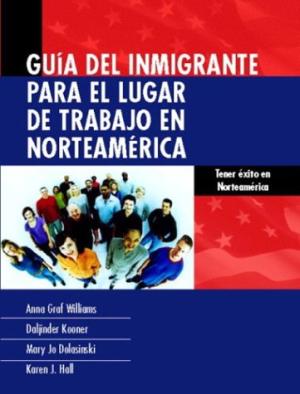 GUÍA DEL INMIGRANTE
PARA EL LUGAR
DE TRABAJO EN
NORTEAMÉRICA
Tener éxito en
Norteamérica
Anna Graf Williams
Daljinder Kooner
Mary Jo Dolasinski
Karen J. Hall